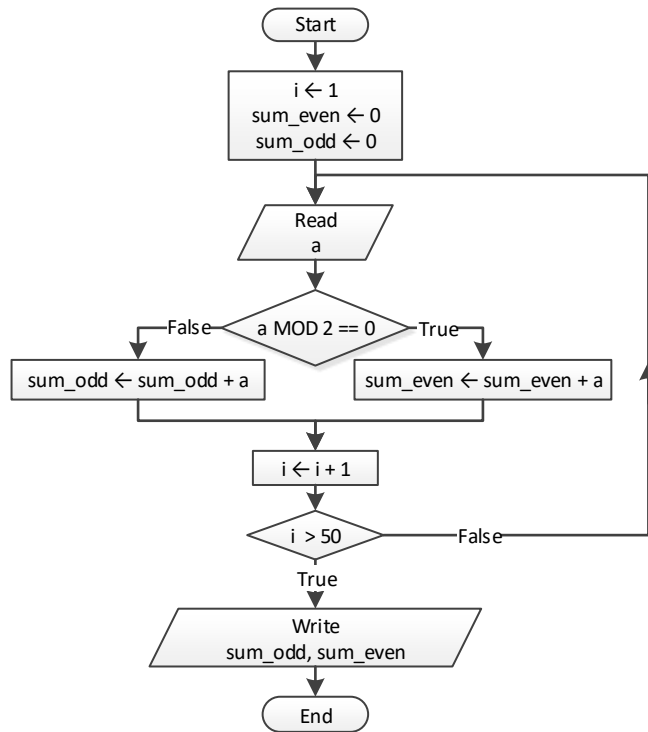 Start
i ← 1
sum_even ← 0
sum_odd ← 0
Read
a
a MOD 2 == 0
False
True
sum_odd ← sum_odd + a
sum_even ← sum_even + a
i ← i + 1
i > 50
False
True
Write
sum_odd, sum_even
End